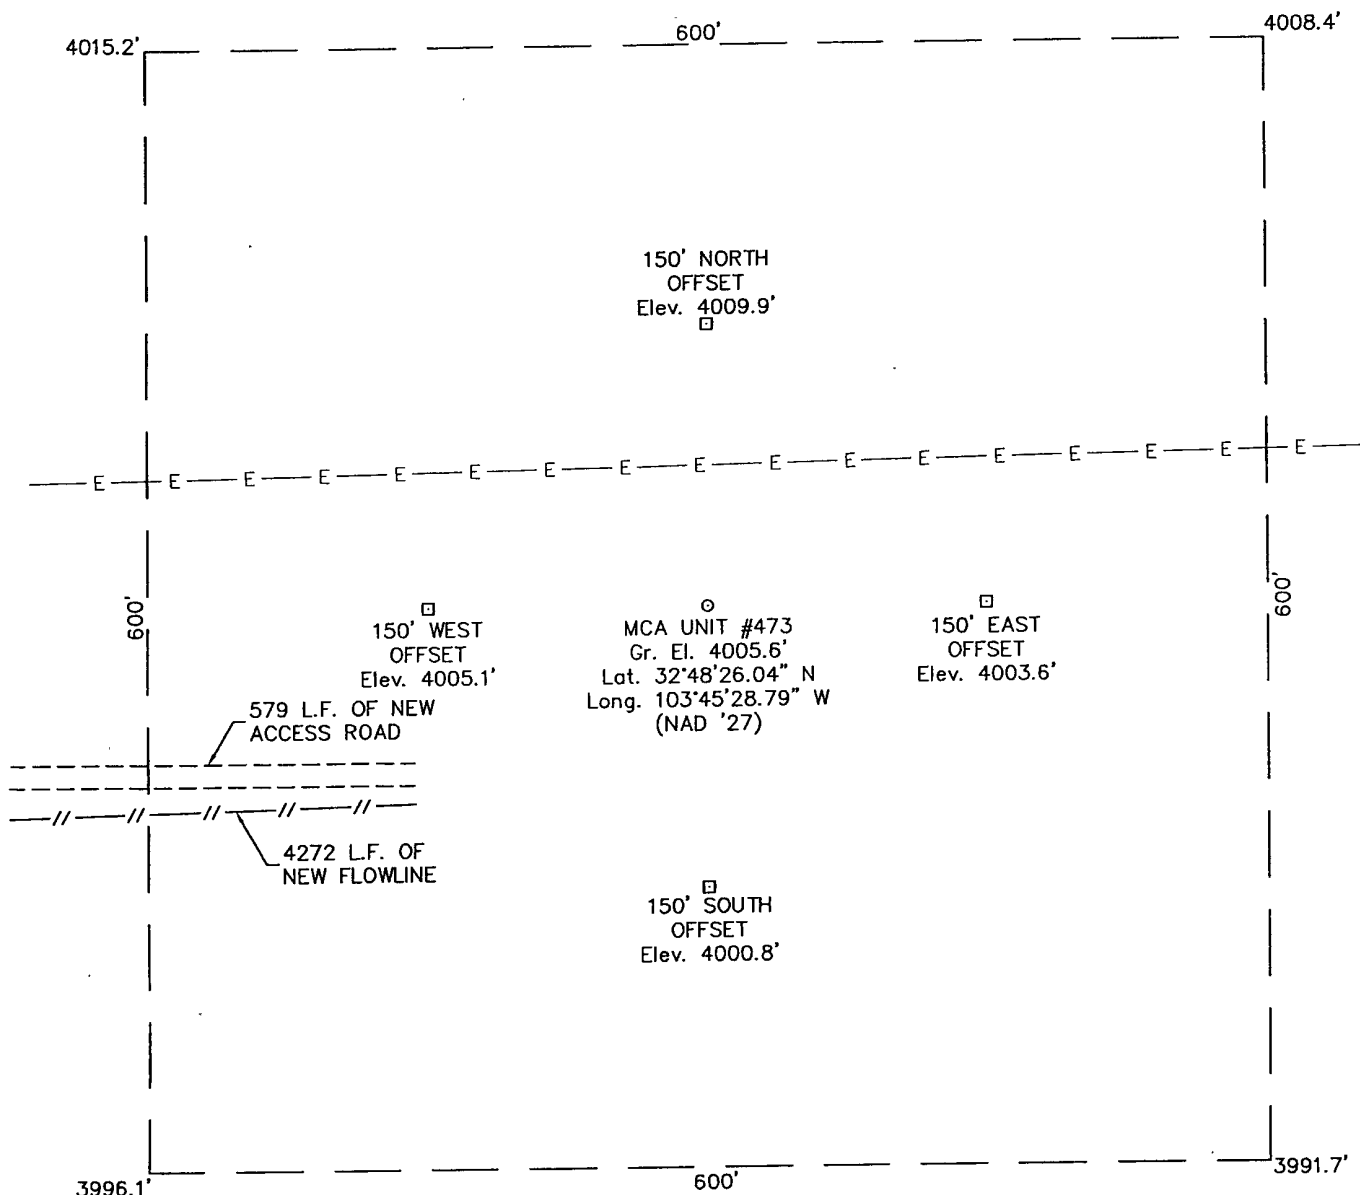 4015.2'
600'
4008.4'
150' NORTH
OFFSET
Elev. 4009.9'
E E E E E E E E E E E E E E E E E
600'
150' WEST
OFFSET
Elev. 4005.1'
MCA UNIT #473
Gr. El. 4005.6'
Lat. 32°48'26.04" N
Long. 103°45'28.79" W
(NAD '27)
150' EAST
OFFSET
Elev. 4003.6'
600'
579 L.F. OF NEW
ACCESS ROAD
4272 L.F. OF
NEW FLOWLINE
150' SOUTH
OFFSET
Elev. 4000.8'
3996.1'
600'
3991.7'